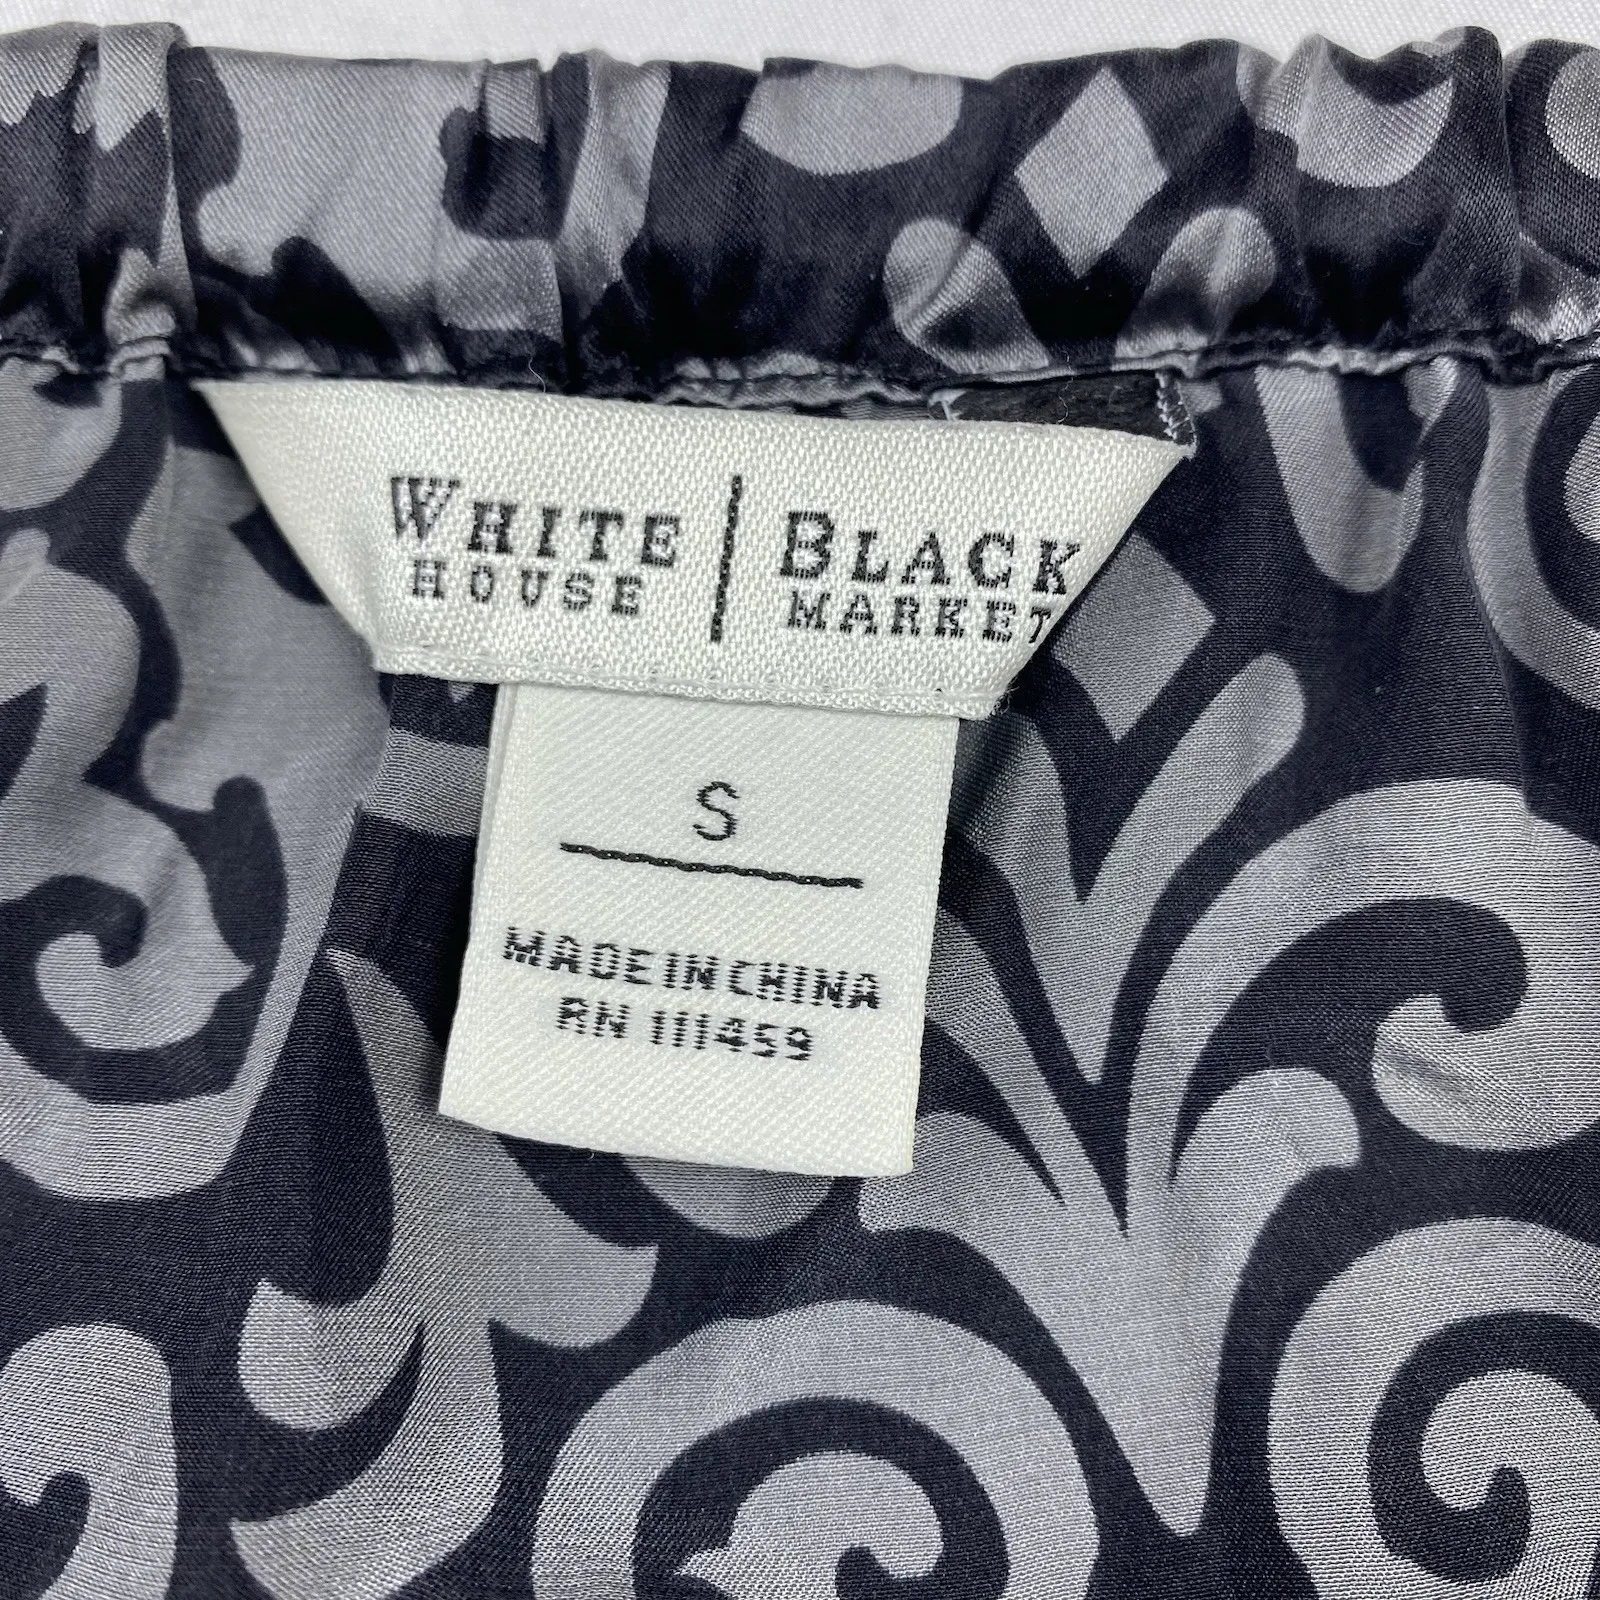 WHITE | BLACK
HOUSE | MARKET
S
MADE IN CHINA
RN 111459